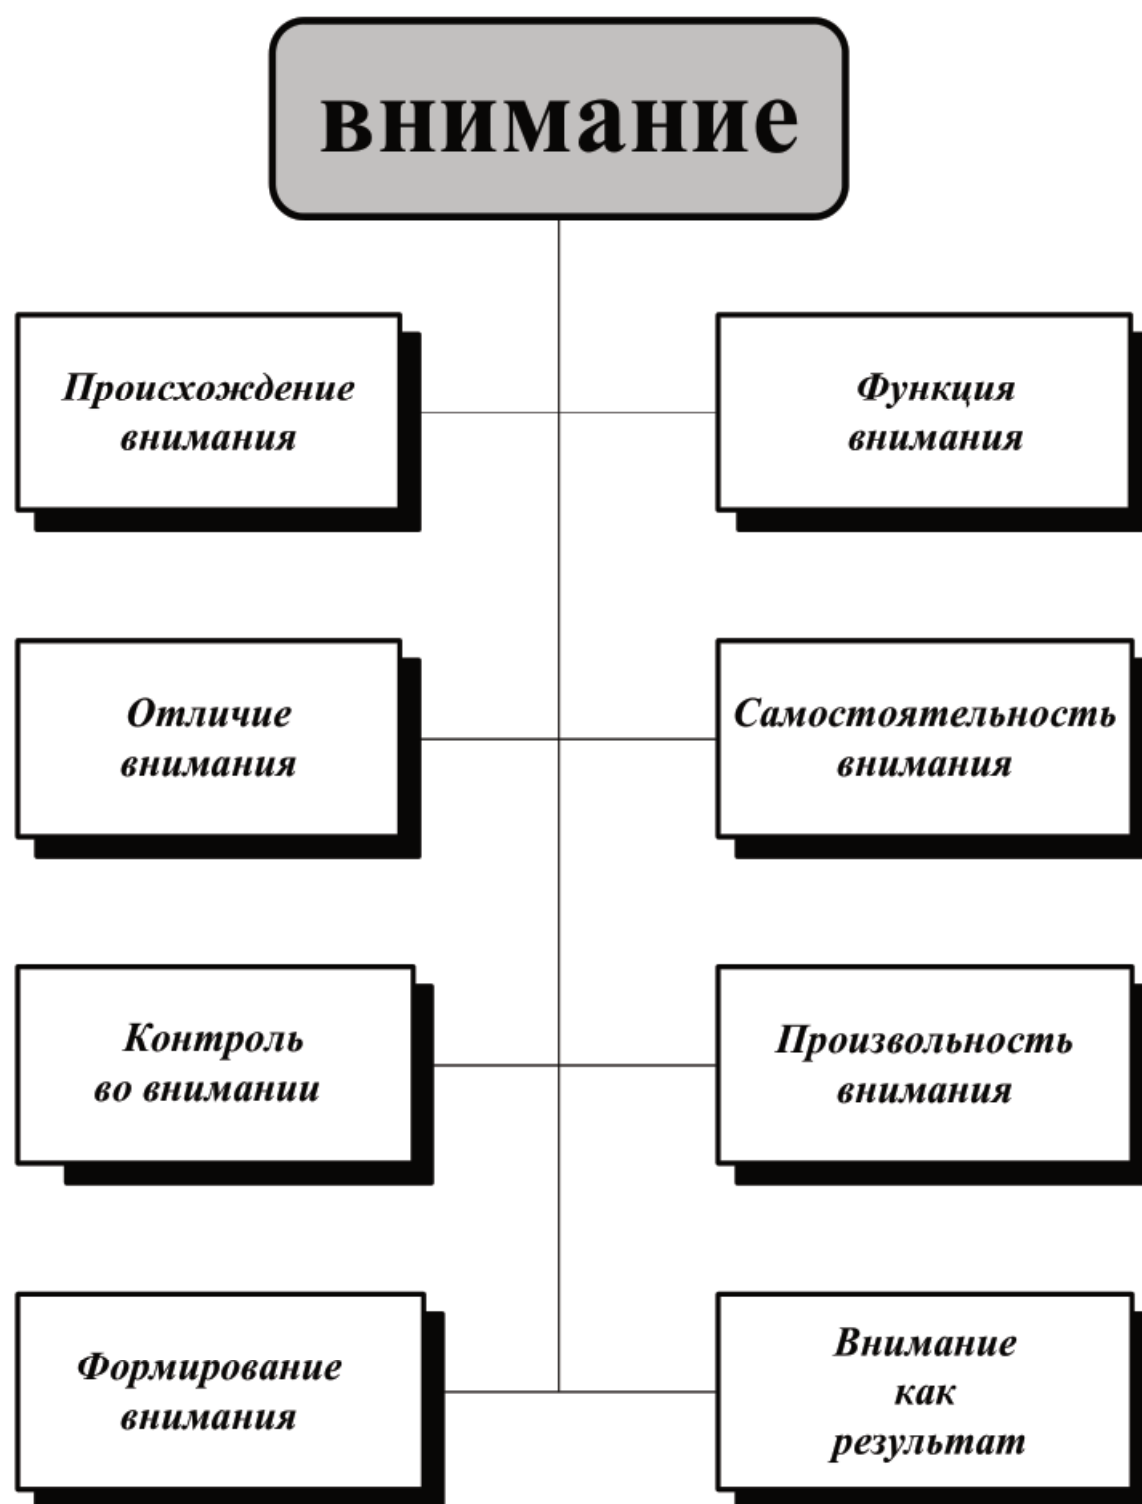 внимание
Происхождение
внимания
Функция
внимания
Отличие
внимания
Самостоятельность
внимания
Контроль
во внимании
Произвольность
внимания
Формирование
внимания
Внимание
как
результат